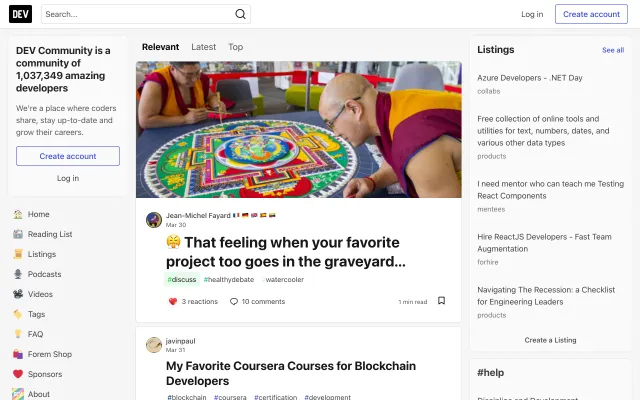 DEV
Search...
Log in
Create account
DEV Community is a
community of
1,037,349 amazing
developers
We're a place where coders
share, stay up-to-date and
grow their careers.
Create account
Log in
Home
Reading List
Listings
Podcasts
Videos
Tags
FAQ
Forem Shop
Sponsors
About
Relevant
Latest
Top
Jean-Michel Fayard
Mar 30
That feeling when your favorite
project too goes in the graveyard...
#discuss #healthydebate #watercooler
3 reactions
10 comments
1 min read
javinpaul
Mar 31
My Favorite Coursera Courses for Blockchain
Developers
#blockchain #coursera #certification #development
Listings
See all
Azure Developers - .NET Day
collabs
Free collection of online tools and
utilities for text, numbers, dates, and
various other data types
products
I need mentor who can teach me Testing
React Components
mentees
Hire ReactJS Developers - Fast Team
Augmentation
forhire
Navigating The Recession: a Checklist
for Engineering Leaders
products
Create a Listing
#help